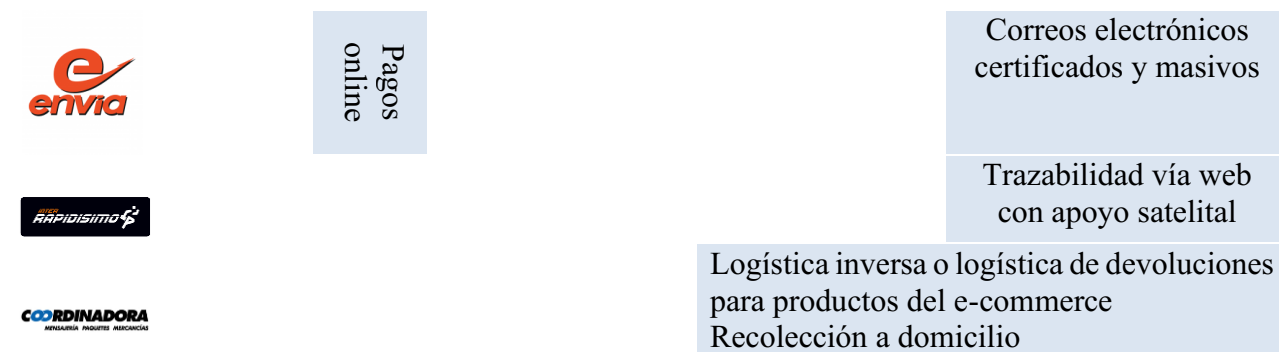 envia
Pagos
online
Correos electrónicos
certificados y masivos
INTER
RAPIDISIMO
Trazabilidad vía web
con apoyo satelital
COORDINADORA
MENSAJERÍA PAQUETES MERCANCÍAS
Logística inversa o logística de devoluciones
para productos del e-commerce
Recolección a domicilio